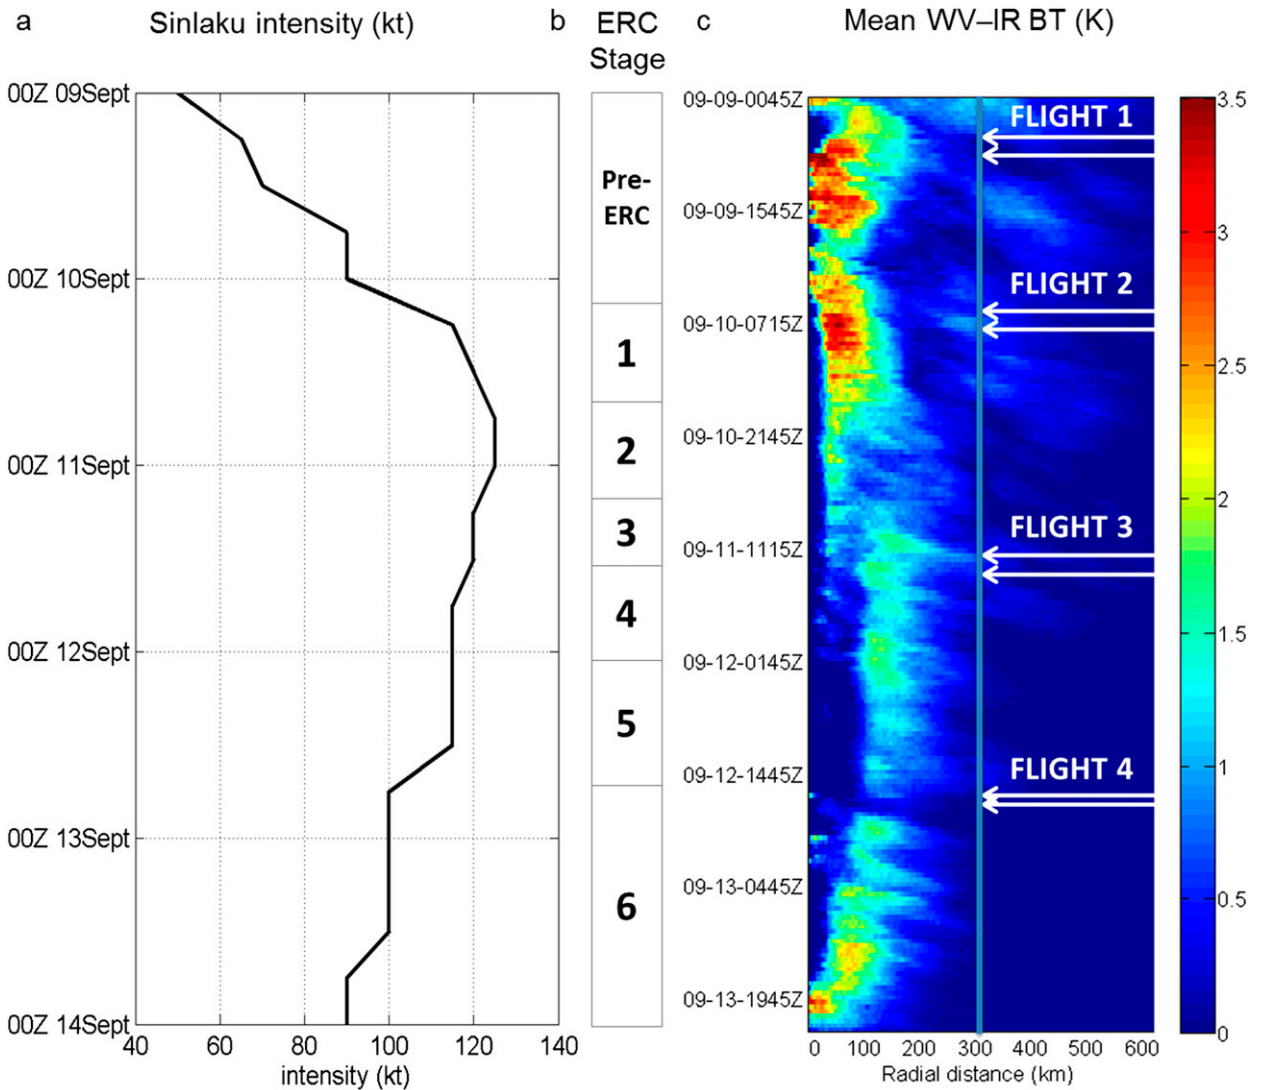 a
Sinlaku intensity (kt)
00Z 09Sept
00Z 10Sept
00Z 11Sept
00Z 12Sept
00Z 13Sept
00Z 14Sept
40 60 80 100 120 140
intensity (kt)
b
ERC
Stage
Pre-
ERC
1
2
3
4
5
6
c
Mean WV–IR BT (K)
09-09-0045Z
09-09-1545Z
09-10-0715Z
09-10-2145Z
09-11-1115Z
09-12-0145Z
09-12-1445Z
09-13-0445Z
09-13-1945Z
FLIGHT 1
FLIGHT 2
FLIGHT 3
FLIGHT 4
0 100 200 300 400 500 600
Radial distance (km)
3.5
3
2.5
2
1.5
1
0.5
0